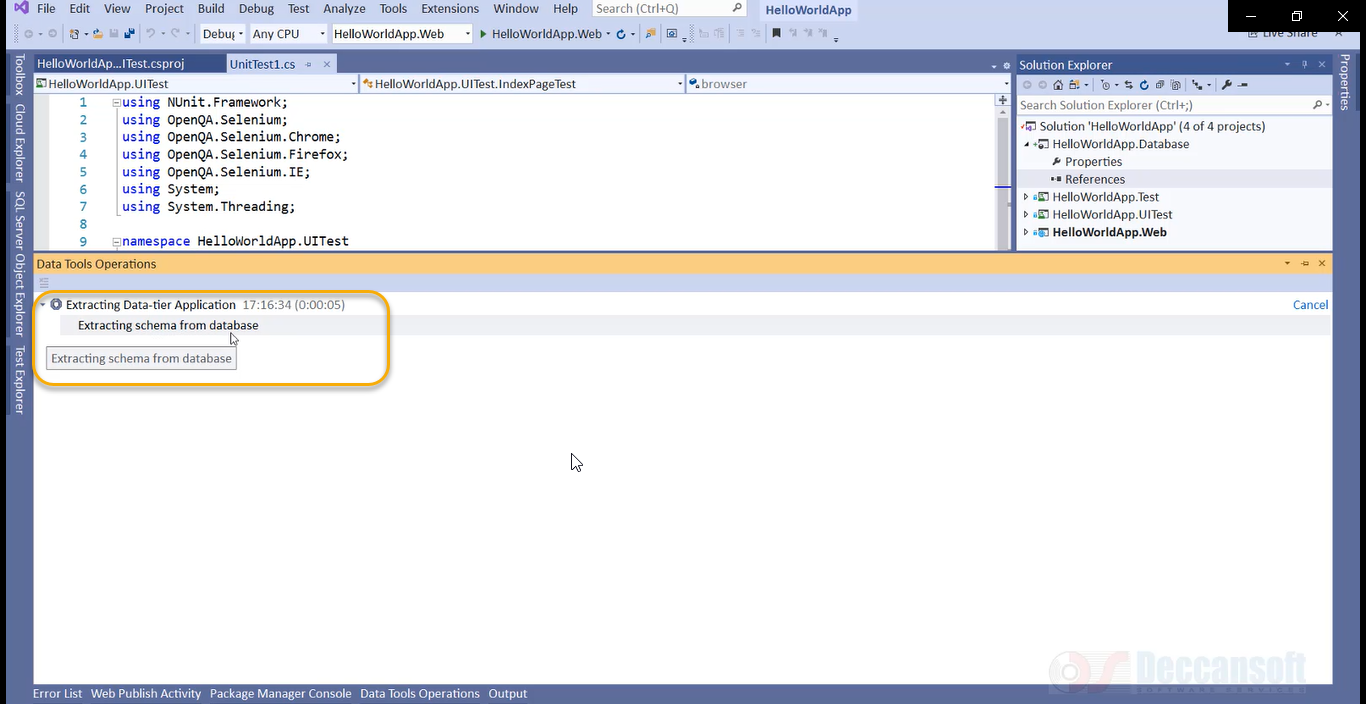 File Edit View Project Build Debug Test Analyze Tools Extensions Window Help Search (Ctrl+Q) HelloWorldApp
Debug Any CPU HelloWorldApp.Web HelloWorldApp.Web Live Share
Toolbox
Cloud Explorer
SQL Server Object Explorer
Test Explorer
HelloWorldAp...ITest.csproj UnitTest1.cs
HelloWorldApp.UITest HelloWorldApp.UITest.IndexPageTest browser
1 using NUnit.Framework;
2 using OpenQA.Selenium;
3 using OpenQA.Selenium.Chrome;
4 using OpenQA.Selenium.Firefox;
5 using OpenQA.Selenium.IE;
6 using System;
7 using System.Threading;
8
9 namespace HelloWorldApp.UITest
Solution Explorer
Search Solution Explorer (Ctrl+;)
Solution 'HelloWorldApp' (4 of 4 projects)
HelloWorldApp.Database
Properties
References
HelloWorldApp.Test
HelloWorldApp.UITest
HelloWorldApp.Web
Properties
Data Tools Operations
Extracting Data-tier Application 17:16:34 (0:00:05) Cancel
Extracting schema from database
Extracting schema from database
Deccansoft
SOFTWARE SERVICES
Error List Web Publish Activity Package Manager Console Data Tools Operations Output